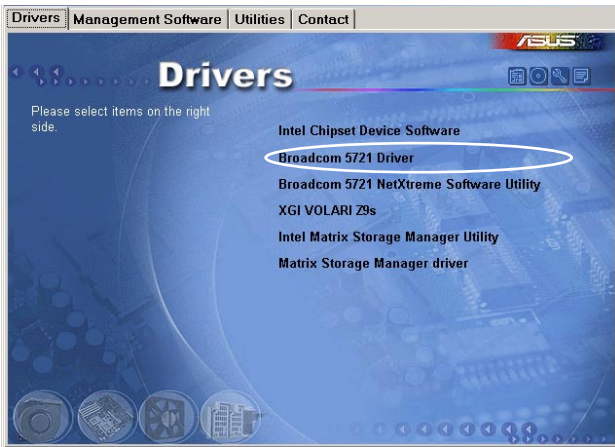 Drivers Management Software Utilities Contact
ASUS
Drivers
Please select items on the right
side.
Intel Chipset Device Software
Broadcom 5721 Driver
Broadcom 5721 NetXtreme Software Utility
XGI VOLARI Z9s
Intel Matrix Storage Manager Utility
Matrix Storage Manager driver